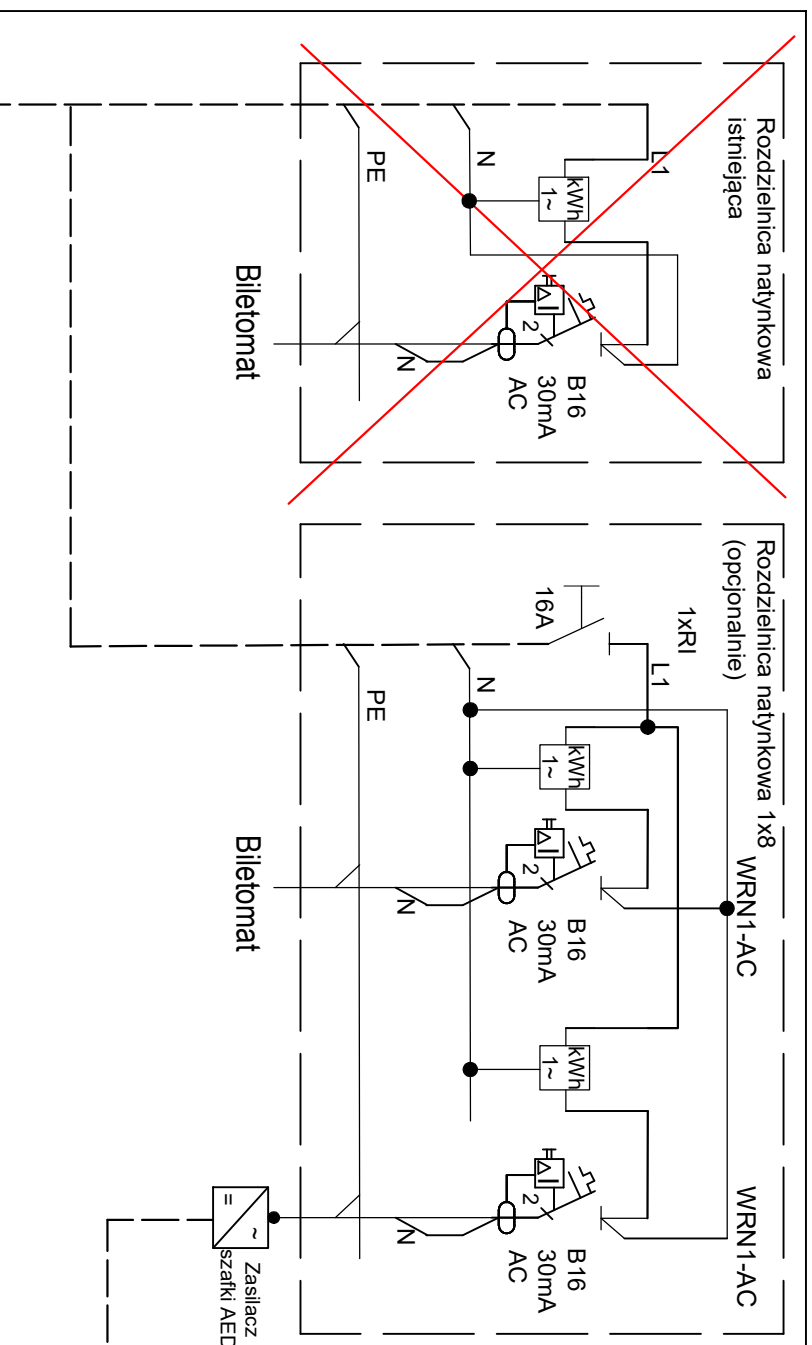 Rozdzielnica natynkowa
istniejąca
L1
kWh
1~
N
PE
2
B16
30mA
AC
N
Biletomat
Rozdzielnica natynkowa 1x8
(opcjonalnie)
1xRI
L1
16A
N
PE
kWh
1~
WRN1-AC
2
B16
30mA
AC
N
Biletomat
kWh
1~
WRN1-AC
2
B16
30mA
AC
N
=
~
Zasilacz
szafki AED